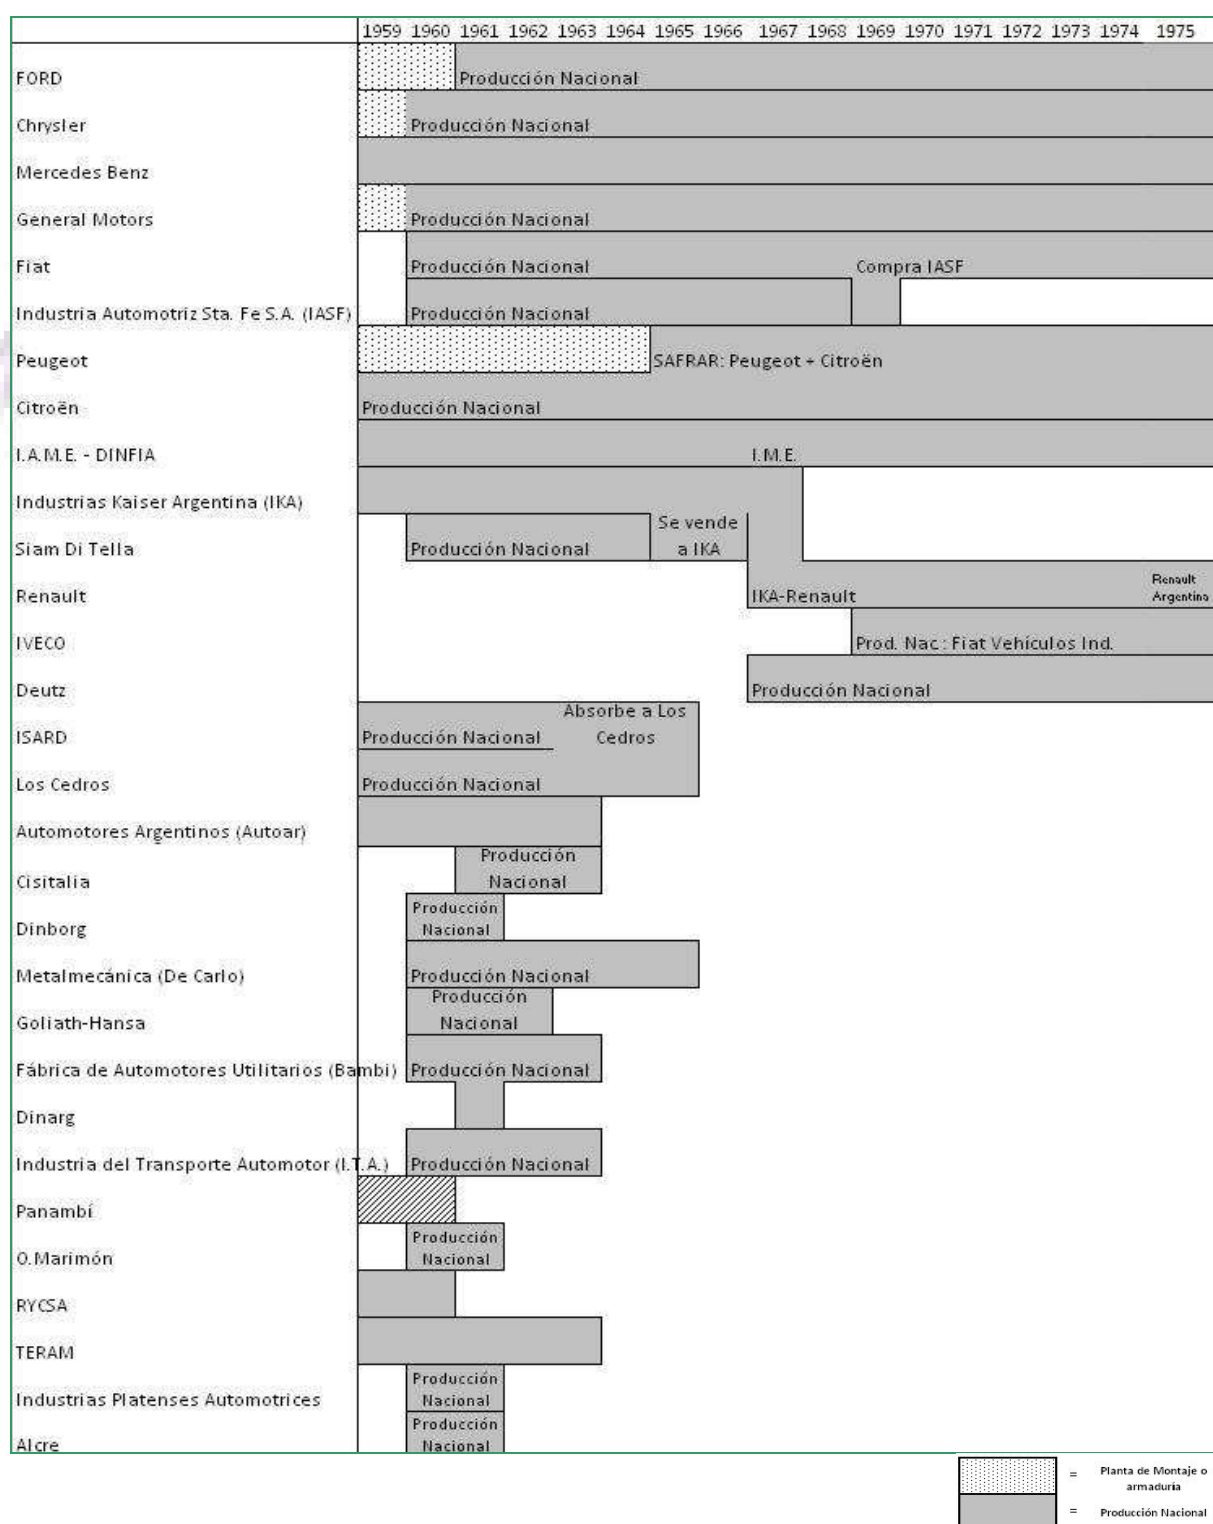 1959 1960 1961 1962 1963 1964 1965 1966 1967 1968 1969 1970 1971 1972 1973 1974 1975
FORD Producción Nacional
Chrysler Producción Nacional
Mercedes Benz
General Motors Producción Nacional
Fiat Producción Nacional Compra IASF
Industria Automotriz Sta. Fe S.A. (IASF) Producción Nacional
Peugeot SAFRAR: Peugeot + Citroën
Citroën Producción Nacional
I.A.M.E. - DINFIA I.M.E.
Industrias Kaiser Argentina (IKA)
Se vende
Siam Di Tella Producción Nacional a IKA
Renault
Renault IKA-Renault Argentina
IVECO Prod. Nac.: Fiat Vehículos Ind.
Deutz Producción Nacional
Absorbe a Los
ISARD Producción Nacional Cedros
Los Cedros Producción Nacional
Automotores Argentinos (Autoar)
Producción
Cisitalia Nacional
Producción
Dinborg Nacional
Metalmecánica (De Carlo) Producción Nacional
Producción
Goliath-Hansa Nacional
Fábrica de Automotores Utilitarios (Bambi) Producción Nacional
Dinarg
Industria del Transporte Automotor (I.T.A.) Producción Nacional
Panambí
Producción
O.Marimón Nacional
RYCSA
TERAM
Producción
Industrias Platenses Automotrices Nacional
Producción
Alcre Nacional
= Planta de Montaje o
armaduría
= Producción Nacional